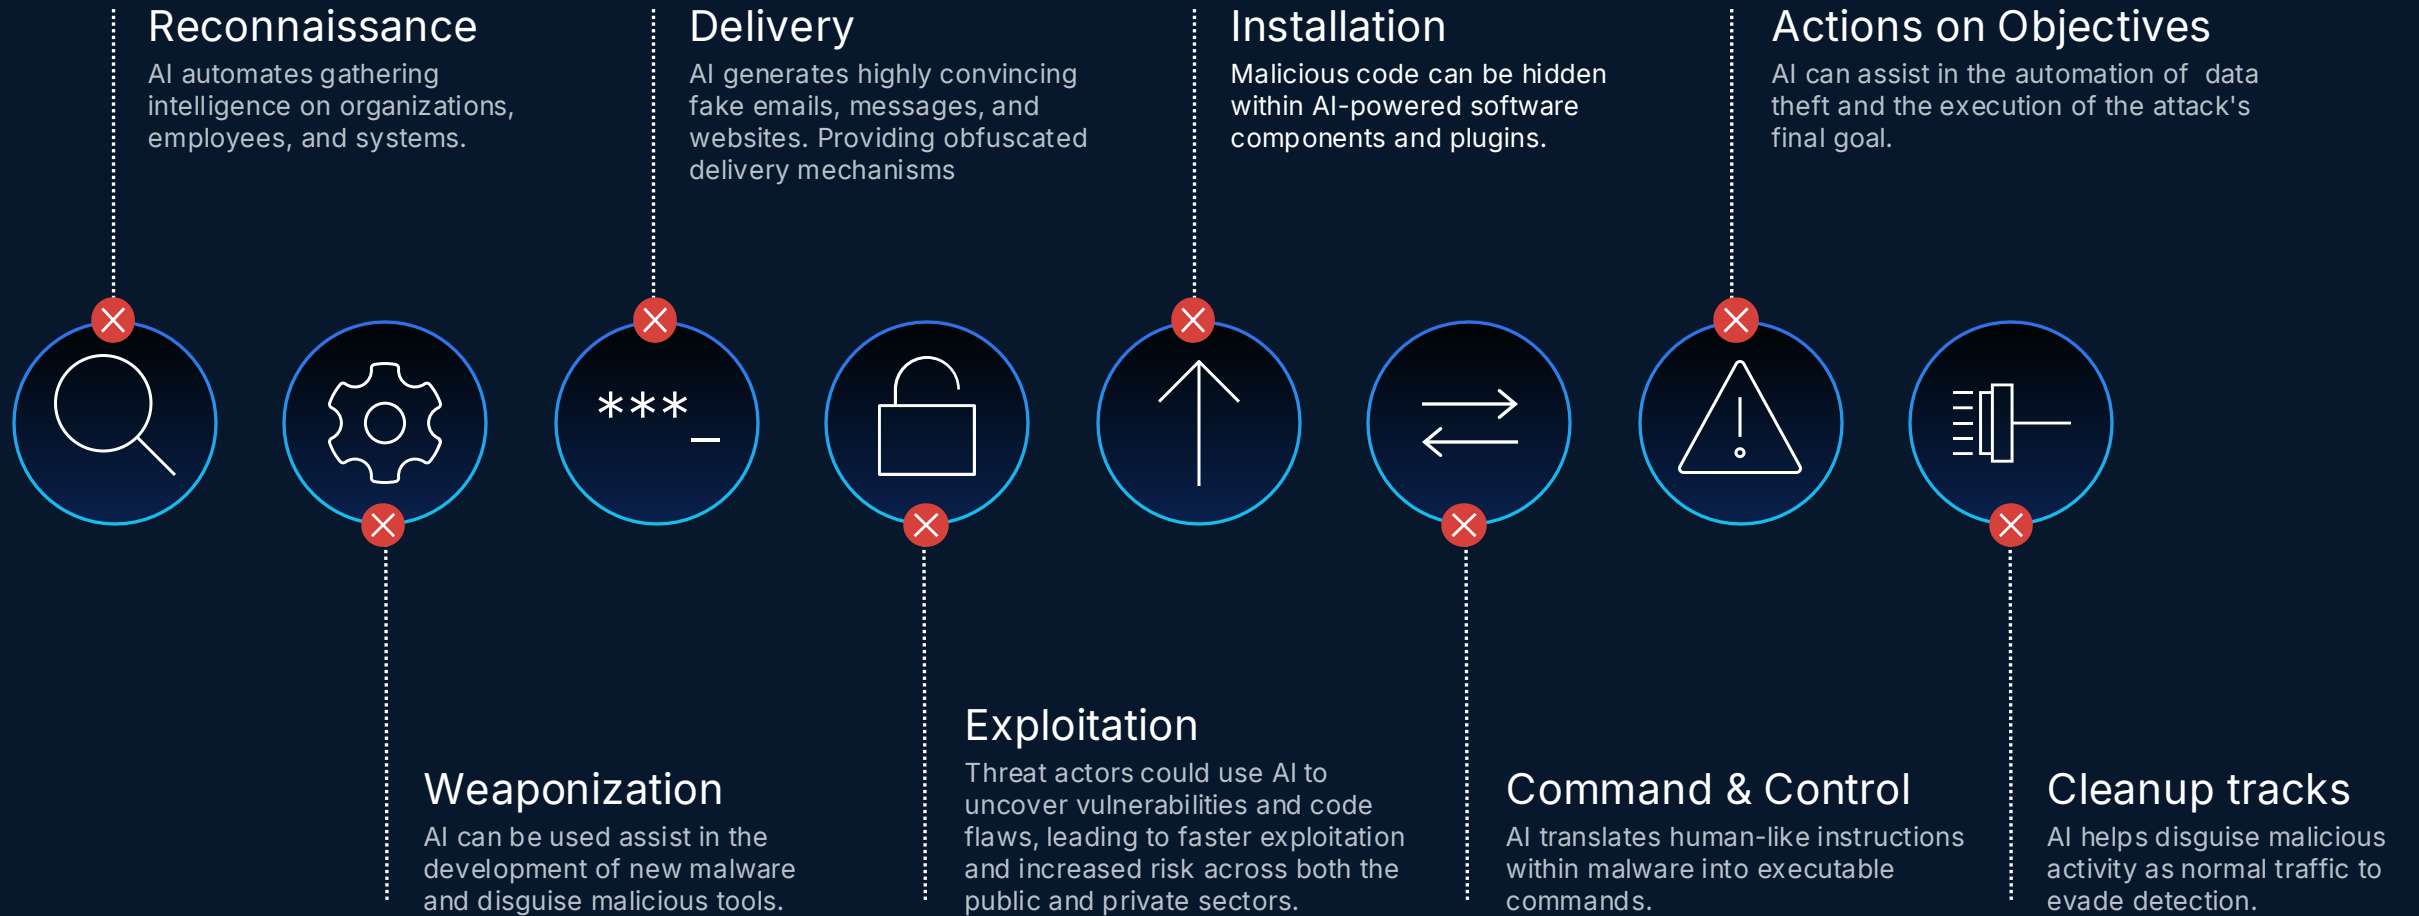 Reconnaissance
AI automates gathering
intelligence on organizations,
employees, and systems.
Delivery
AI generates highly convincing
fake emails, messages, and
websites. Providing obfuscated
delivery mechanisms
Installation
Malicious code can be hidden
within AI-powered software
components and plugins.
Actions on Objectives
AI can assist in the automation of  data
theft and the execution of the attack's
final goal.
***_
Weaponization
AI can be used assist in the
development of new malware
and disguise malicious tools.
Exploitation
Threat actors could use AI to
uncover vulnerabilities and code
flaws, leading to faster exploitation
and increased risk across both the
public and private sectors.
Command & Control
AI translates human-like instructions
within malware into executable
commands.
Cleanup tracks
AI helps disguise malicious
activity as normal traffic to
evade detection.